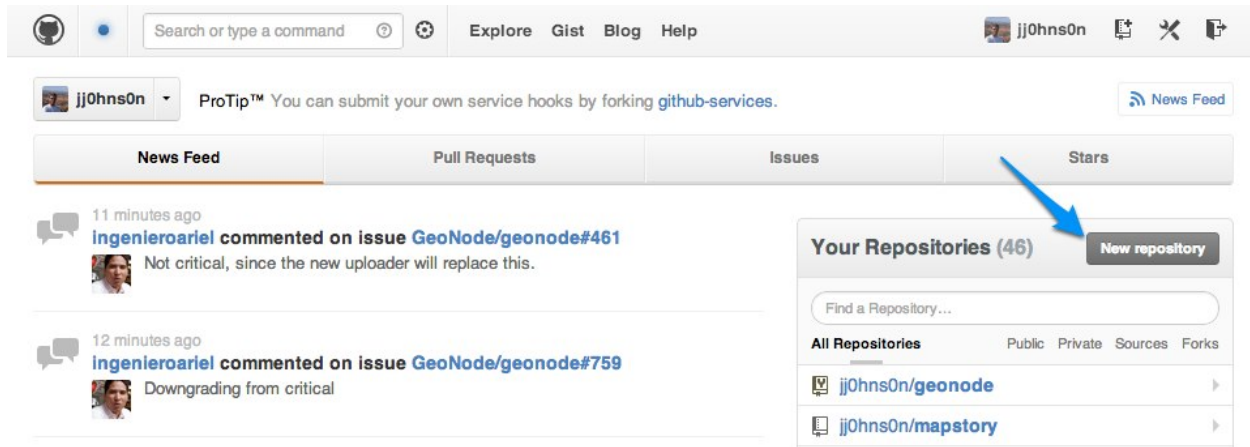 Search or type a command
Explore Gist Blog Help
jj0hns0n
jj0hns0n
ProTip™ You can submit your own service hooks by forking github-services.
News Feed
News Feed
Pull Requests
Issues
Stars
11 minutes ago
ingenieroariel commented on issue GeoNode/geonode#461
Not critical, since the new uploader will replace this.
12 minutes ago
ingenieroariel commented on issue GeoNode/geonode#759
Downgrading from critical
Your Repositories (46)
New repository
Find a Repository...
All Repositories Public Private Sources Forks
jj0hns0n/geonode
jj0hns0n/mapstory